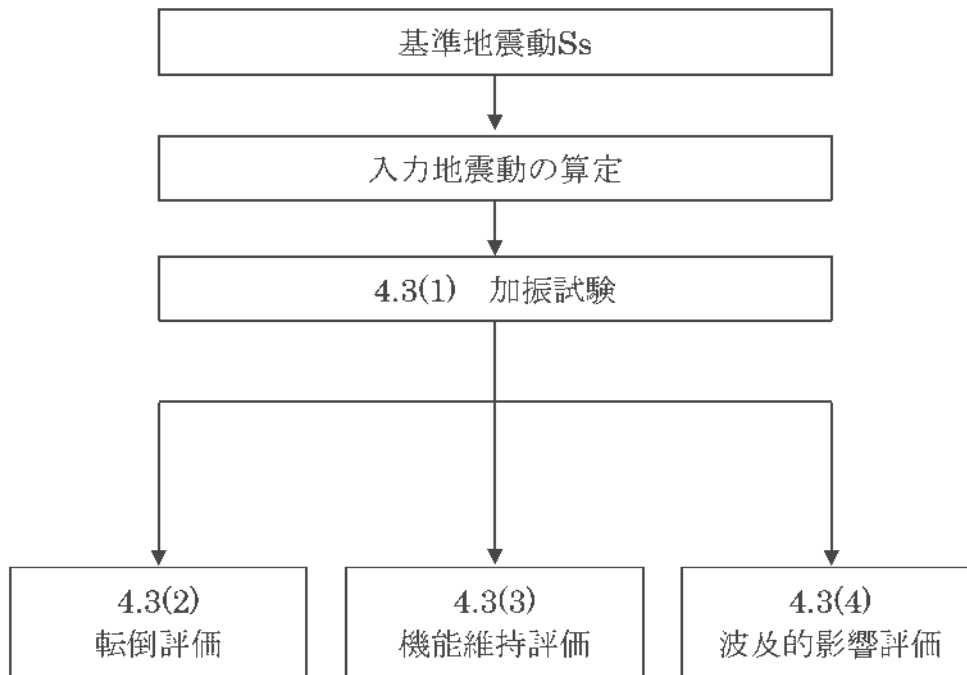 基準地震動Ss
入力地震動の算定
4.3(1)　加振試験
4.3(2)
転倒評価
4.3(3)
機能維持評価
4.3(4)
波及的影響評価